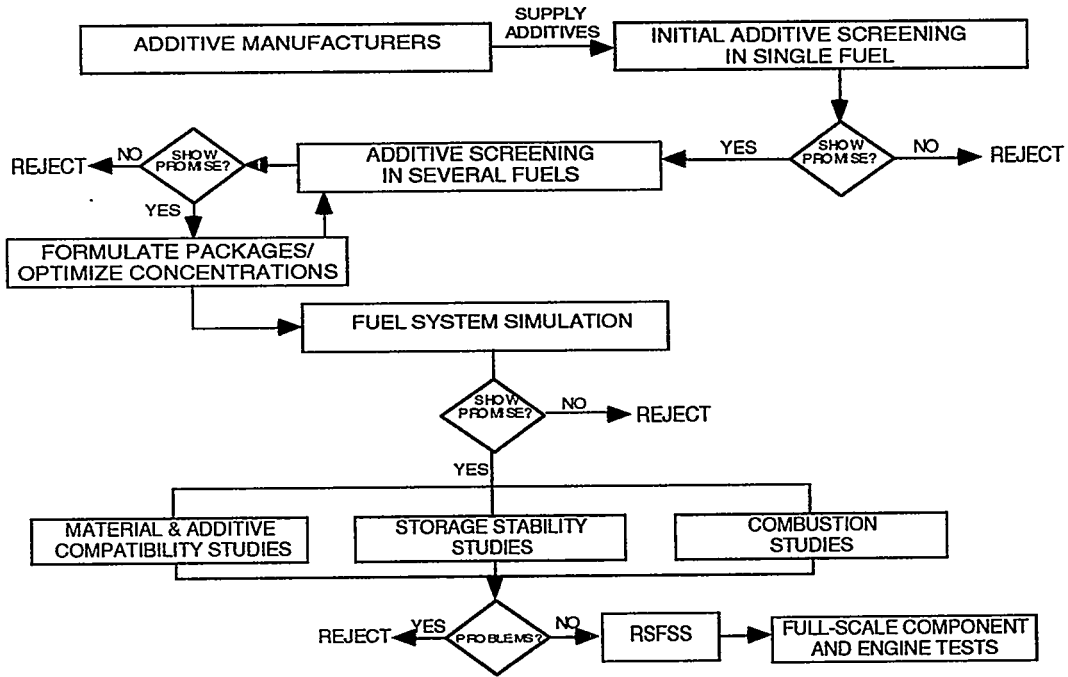 SUPPLY
ADDITIVES
ADDITIVE MANUFACTURERS
INITIAL ADDITIVE SCREENING
IN SINGLE FUEL
SHOW
PROMISE?
NO
REJECT
YES
ADDITIVE SCREENING
IN SEVERAL FUELS
SHOW
PROMISE?
NO
REJECT
YES
FORMULATE PACKAGES/
OPTIMIZE CONCENTRATIONS
FUEL SYSTEM SIMULATION
SHOW
PROMISE?
NO
REJECT
YES
MATERIAL & ADDITIVE
COMPATIBILITY STUDIES
STORAGE STABILITY
STUDIES
COMBUSTION
STUDIES
PROBLEMS?
YES
REJECT
NO
RSFSS
FULL-SCALE COMPONENT
AND ENGINE TESTS